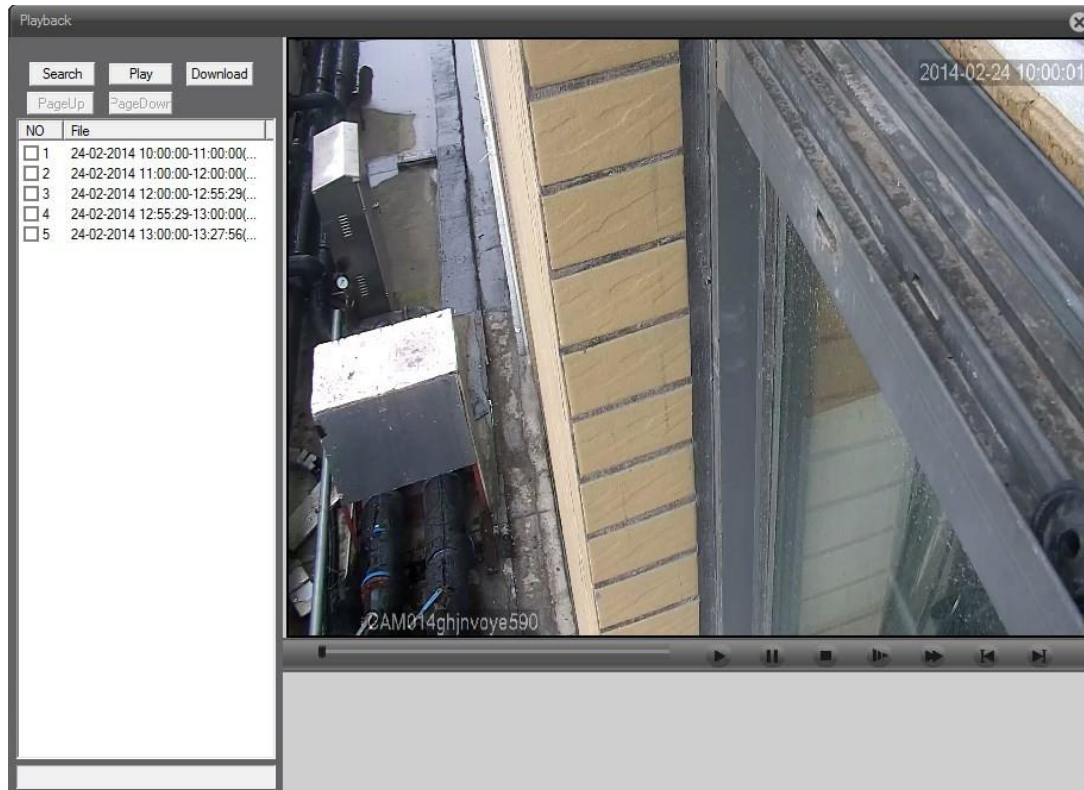 Playback
Search Play Download
PageUp PageDown
NO File
1 24-02-2014 10:00:00-11:00:00(...
2 24-02-2014 11:00:00-12:00:00(...
3 24-02-2014 12:00:00-12:55:29(...
4 24-02-2014 12:55:29-13:00:00(...
5 24-02-2014 13:00:00-13:27:56(...
2014-02-24 10:00:01
CAM014ghjnvoye590